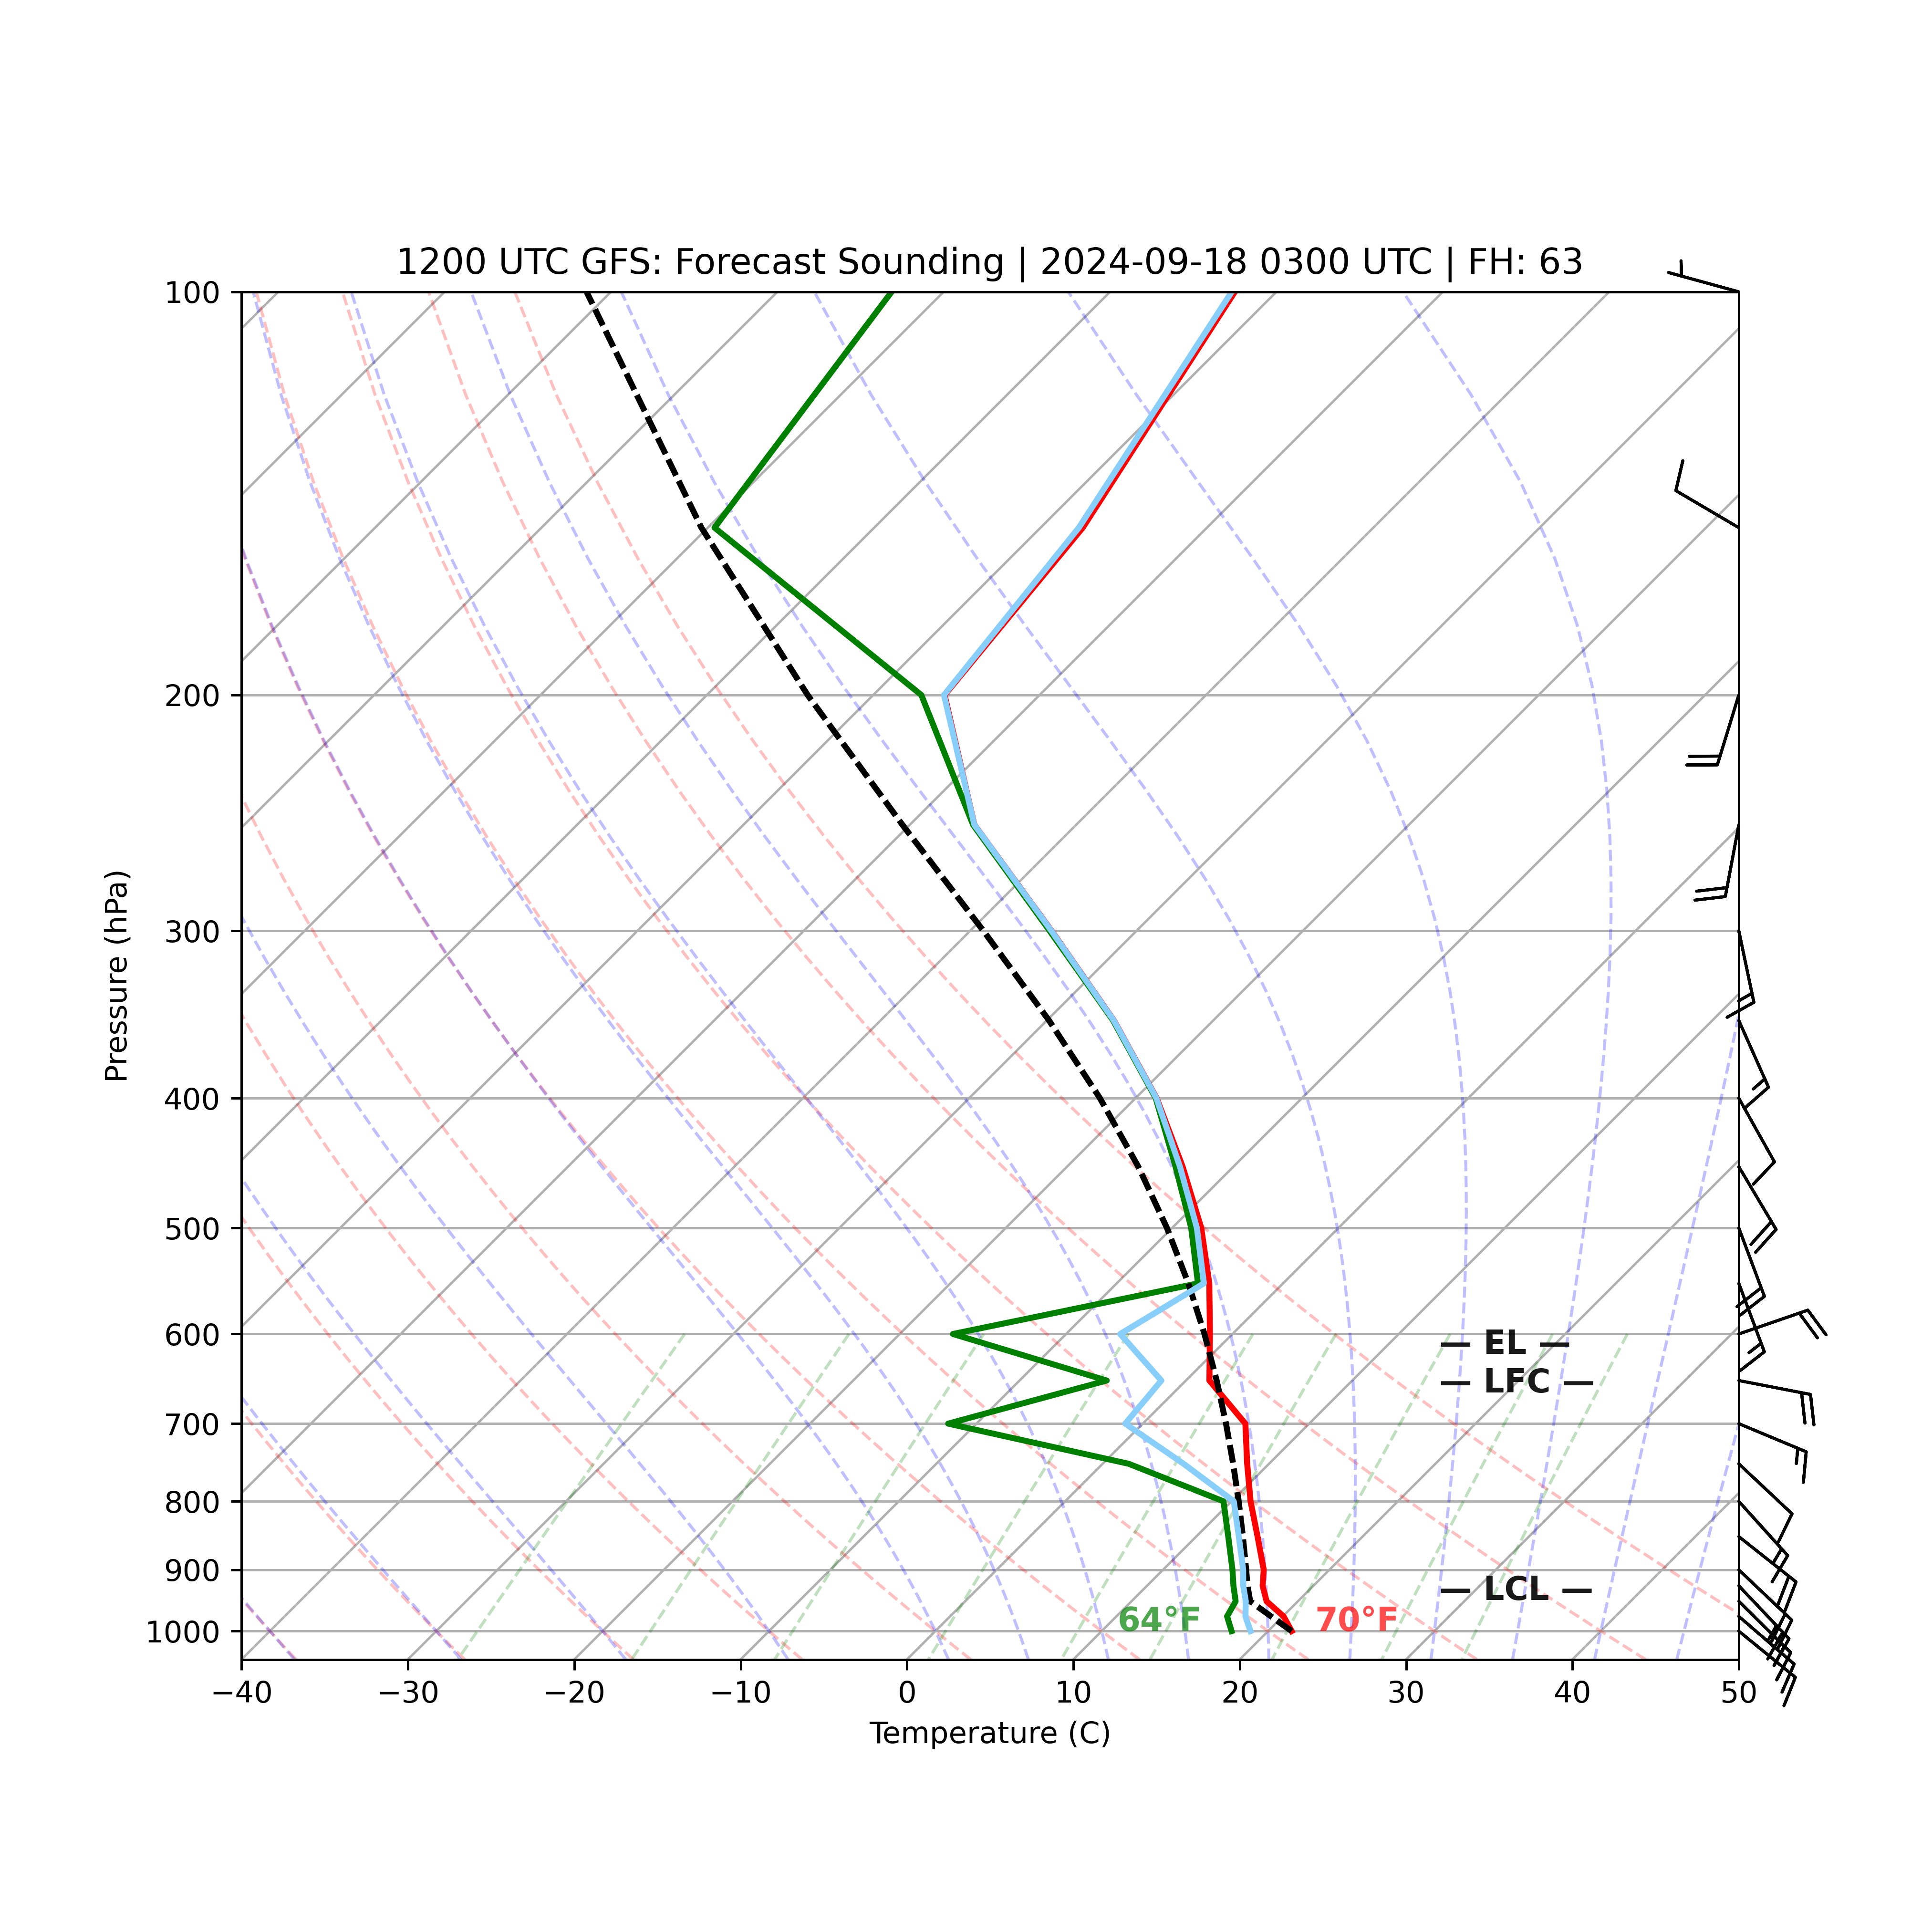 1200 UTC GFS: Forecast Sounding | 2024-09-18 0300 UTC | FH: 63
100
200
300
400
500
600
700
800
900
1000
Pressure (hPa)
— EL —
— LFC —
— LCL —
64°F
70°F
−40 −30 −20 −10 0 10 20 30 40 50
Temperature (C)